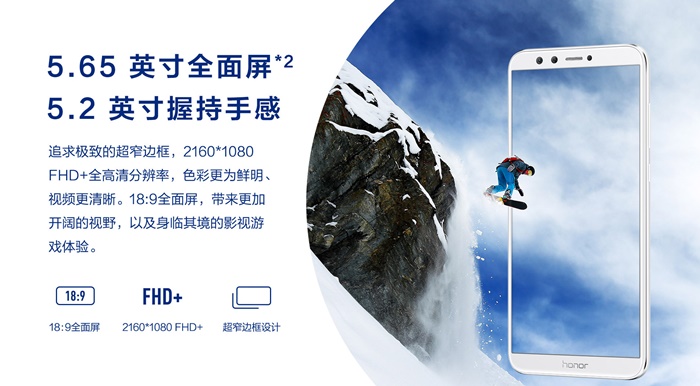 5.65 英寸全面屏*2
5.2 英寸握持手感
追求极致的超窄边框，2160*1080
FHD+全高清分辨率，色彩更为鲜明、
视频更清晰。18:9全面屏，带来更加
开阔的视野，以及身临其境的影视游
戏体验。
18:9
FHD+
18:9全面屏
2160*1080 FHD+
超窄边框设计
honor